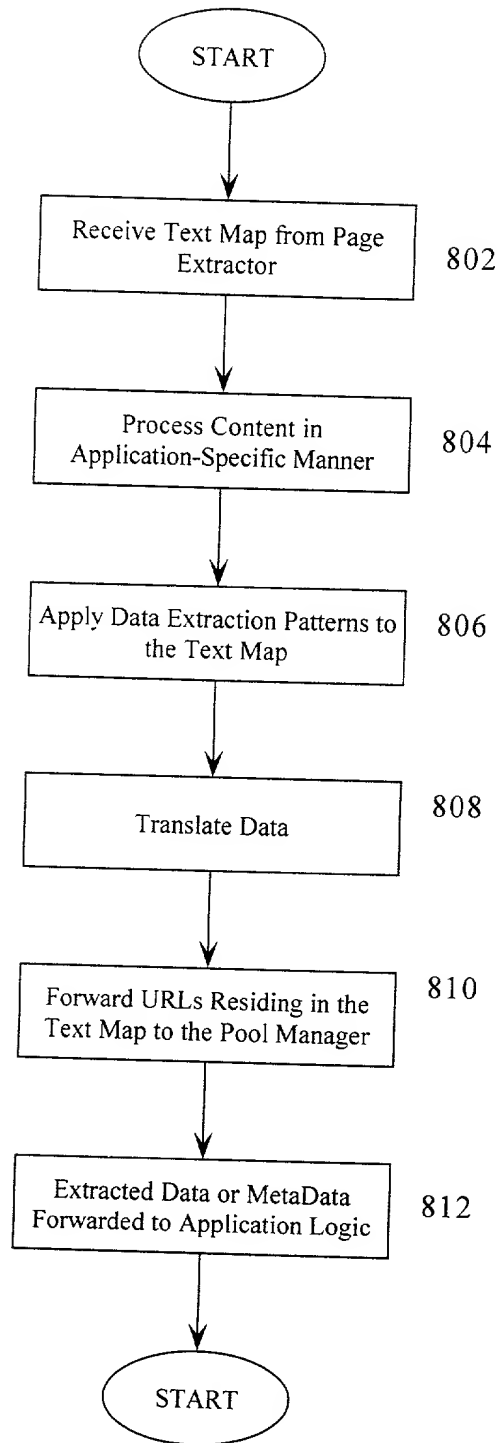 START
Receive Text Map from Page
Extractor
802
Process Content in
Application-Specific Manner
804
Apply Data Extraction Patterns to
the Text Map
806
Translate Data
808
Forward URLs Residing in the
Text Map to the Pool Manager
810
Extracted Data or MetaData
Forwarded to Application Logic
812
START